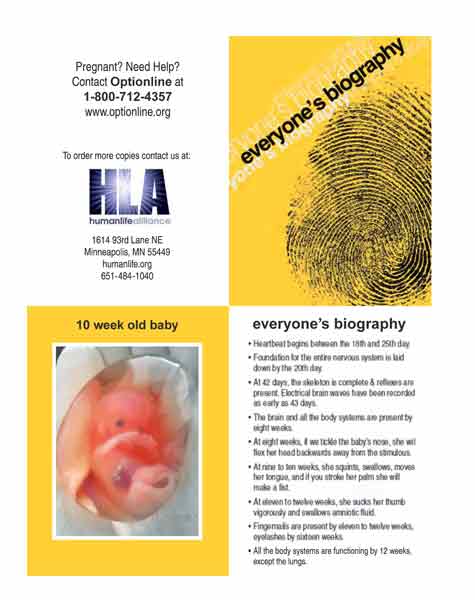 Pregnant? Need Help?
Contact Optionline at
1-800-712-4357
www.optionline.org
To order more copies contact us at:
HLA
humanlifealliance
1614 93rd Lane NE
Minneapolis, MN 55449
humanlife.org
651-484-1040
everyone's biography
everyone's biography
yone's biography
10 week old baby
everyone's biography
• Heartbeat begins between the 18th and 25th day.
• Foundation for the entire nervous system is laid
down by the 20th day.
• At 42 days, the skeleton is complete & reflexes are
present. Electrical brain waves have been recorded
as early as 43 days.
• The brain and all the body systems are present by
eight weeks.
• At eight weeks, if we tickle the baby's nose, she will
flex her head backwards away from the stimulous.
• At nine to ten weeks, she squints, swallows, moves
her tongue, and if you stroke her palm she will
make a fist.
• At eleven to twelve weeks, she sucks her thumb
vigorously and swallows amniotic fluid.
• Fingernails are present by eleven to twelve weeks,
eyelashes by sixteen weeks.
• All the body systems are functioning by 12 weeks,
except the lungs.